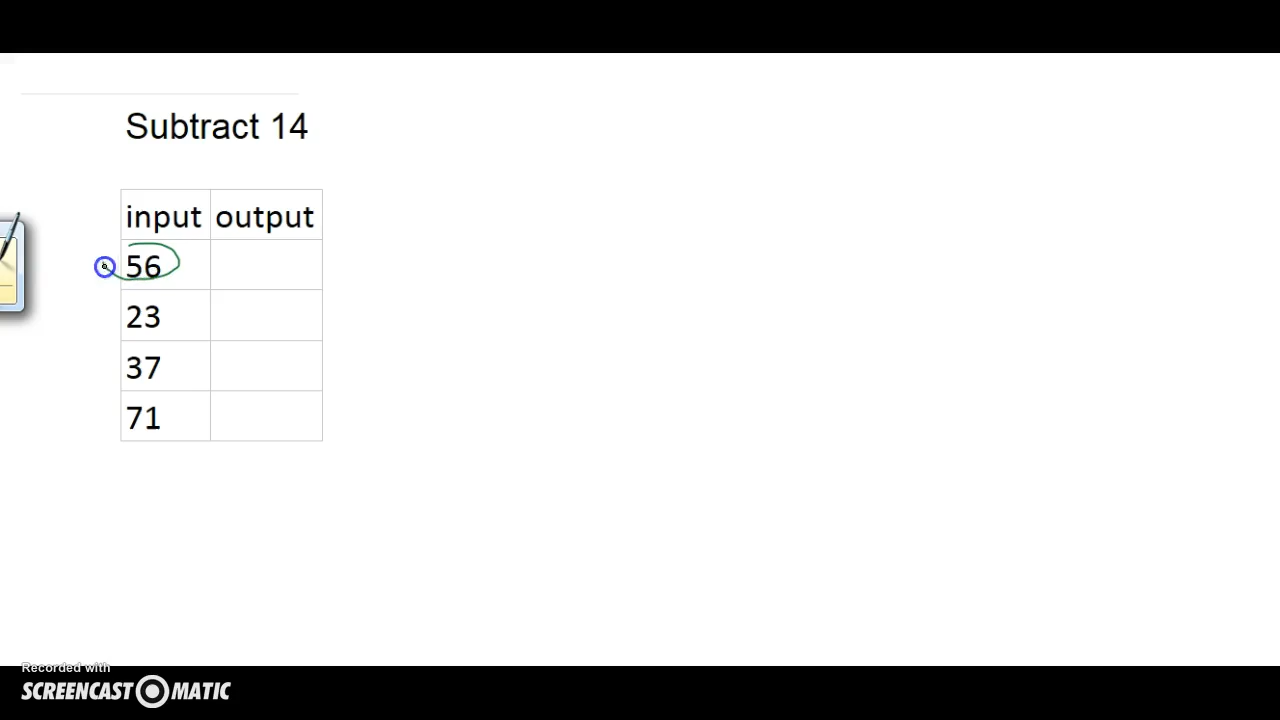 Subtract 14
input output
56
23
37
71
Recorded with
SCREENCAST MATIC